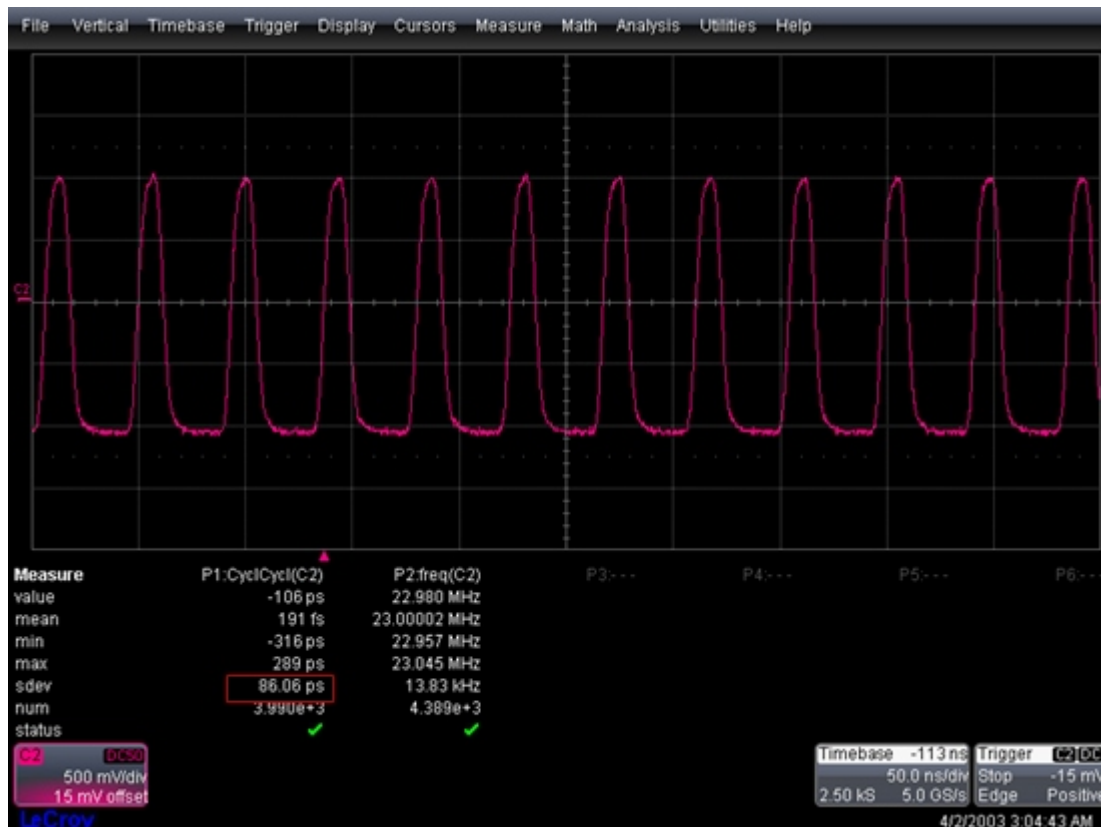 File Vertical Timebase Trigger Display Cursors Measure Math Analysis Utilities Help
C2
Measure P1:CyclCycl(C2) P2:freq(C2) P3:--- P4:--- P5:--- P6:---
value -106 ps 22.980 MHz
mean 191 fs 23.00002 MHz
min -316 ps 22.957 MHz
max 289 ps 23.045 MHz
sdev 86.06 ps 13.83 kHz
num 3.990e+3 4.389e+3
status
C2 DC50
500 mV/div
15 mV offset
Timebase -113 ns
50.0 ns/div
2.50 kS 5.0 GS/s
Trigger C2 DC
Stop -15 mV
Edge Positive
LeCroy
4/2/2003 3:04:43 AM